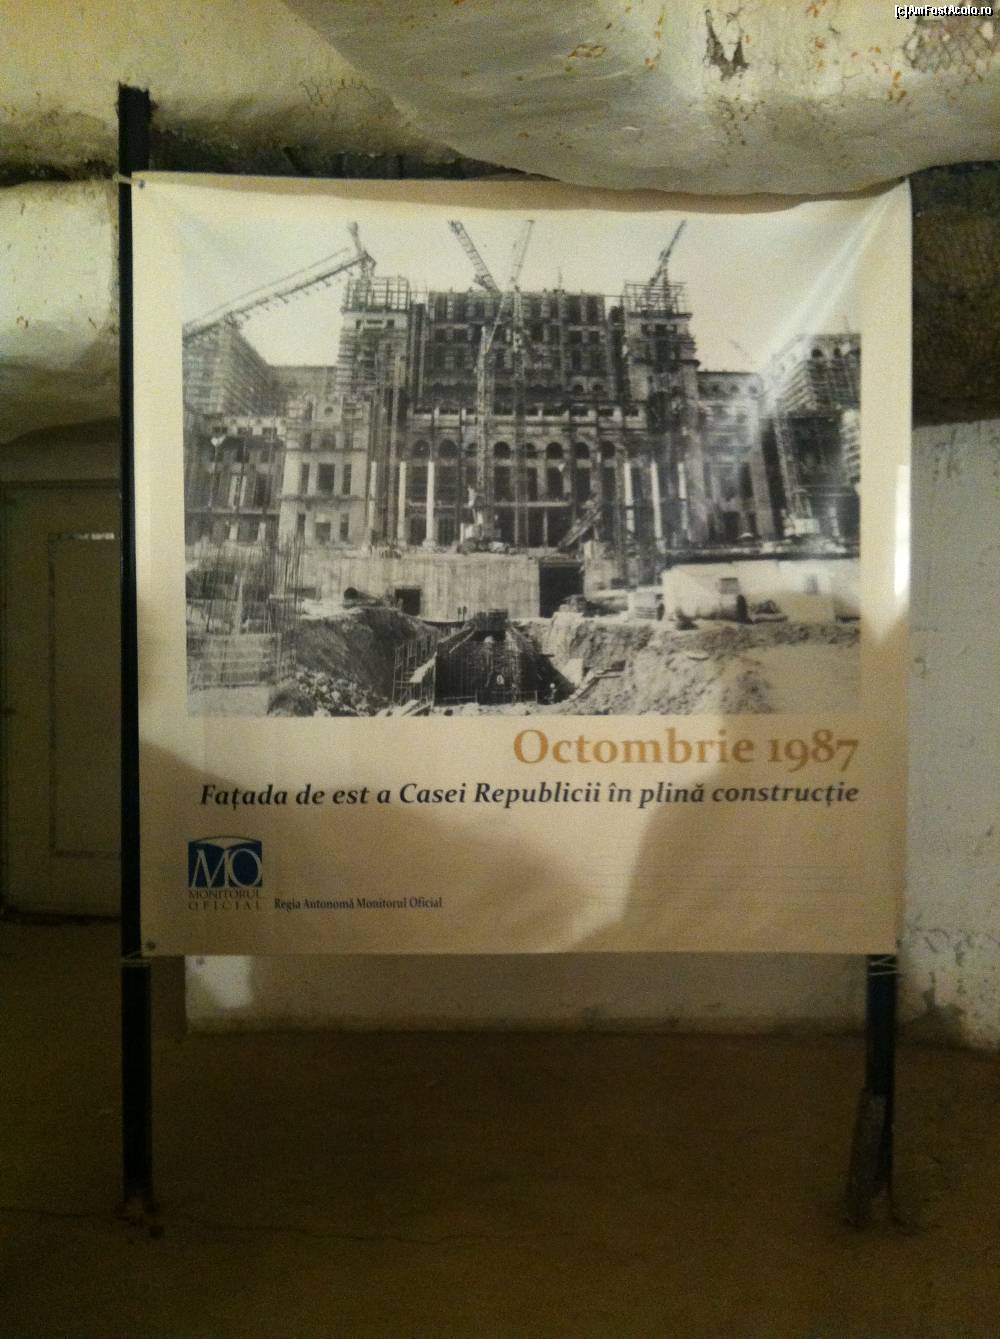 [c]AmFostAcolo.ro
Octombrie 1987
Fațada de est a Casei Republicii în plină construcție
MO
MONITORUL
OFICIAL
Regia Autonomă Monitorul Oficial